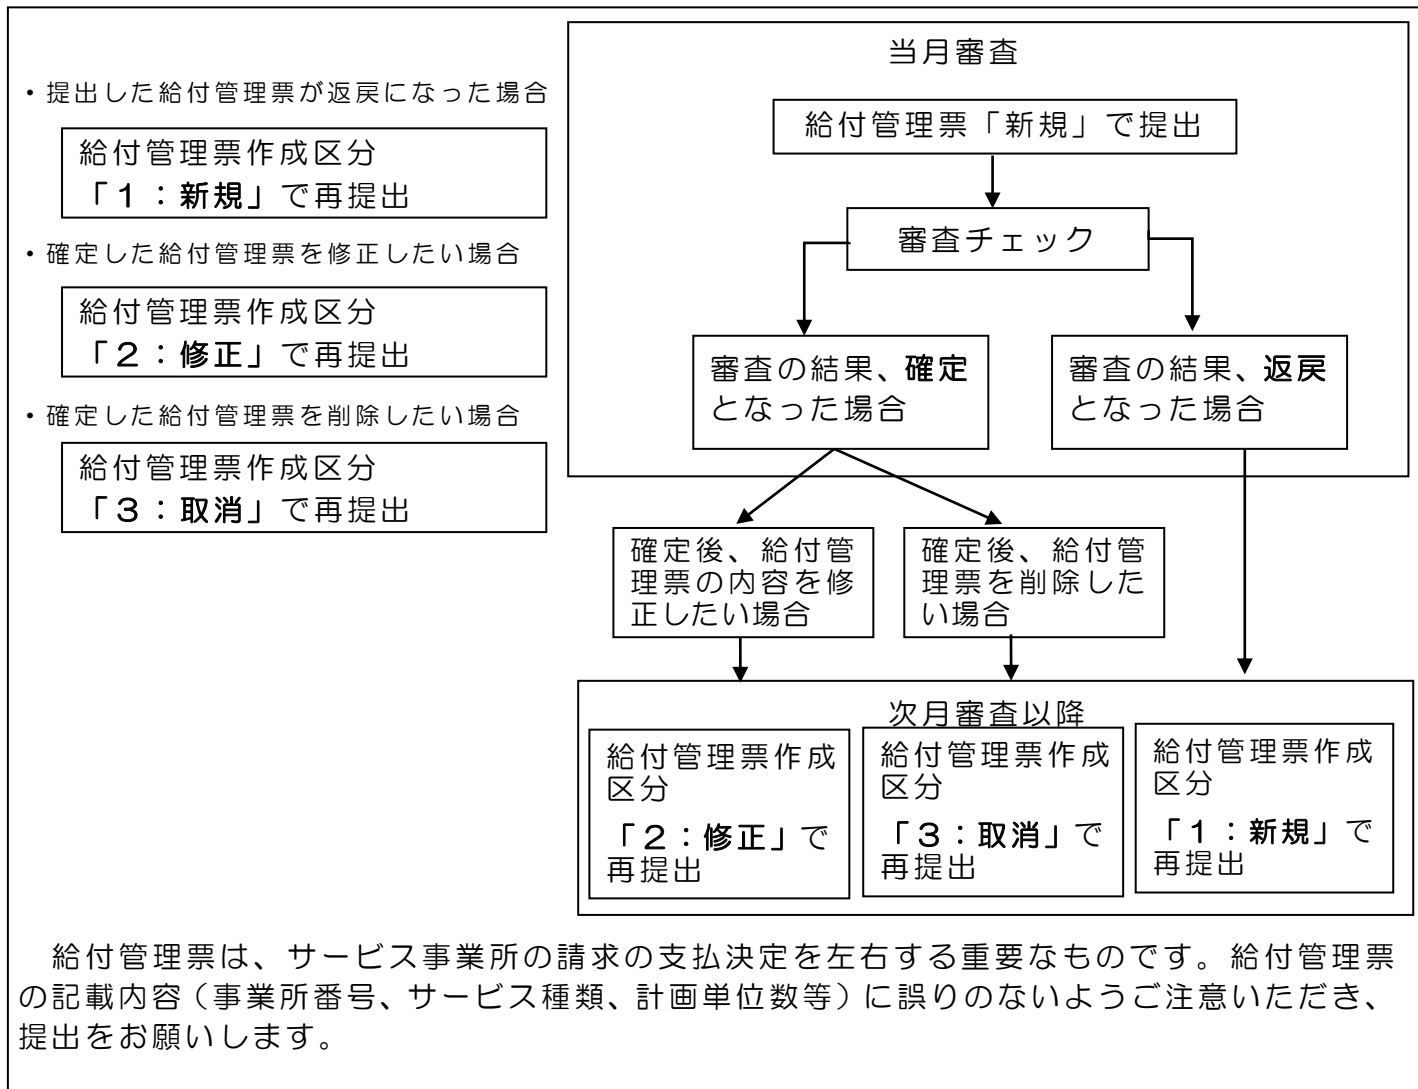 ・提出した給付管理票が返戻になった場合
給付管理票作成区分
「１：新規」で再提出
・確定した給付管理票を修正したい場合
給付管理票作成区分
「２：修正」で再提出
・確定した給付管理票を削除したい場合
給付管理票作成区分
「３：取消」で再提出
当月審査
給付管理票「新規」で提出
審査チェック
審査の結果、確定
となった場合
審査の結果、返戻
となった場合
確定後、給付管
理票の内容を修
正したい場合
確定後、給付管
理票を削除した
い場合
次月審査以降
給付管理票作成
区分
「２：修正」で
再提出
給付管理票作成
区分
「３：取消」で
再提出
給付管理票作成
区分
「１：新規」で
再提出
給付管理票は、サービス事業所の請求の支払決定を左右する重要なものです。給付管理票
の記載内容（事業所番号、サービス種類、計画単位数等）に誤りのないようご注意いただき、
提出をお願いします。